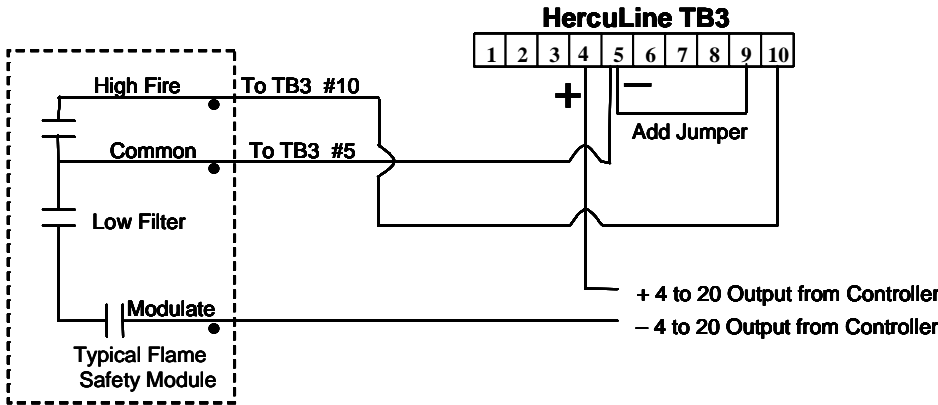 HercuLine TB3
1 2 3 4 5 6 7 8 9 10
+ −
Add Jumper
High Fire
To TB3 #10
Common
To TB3 #5
Low Filter
Modulate
+ 4 to 20 Output from Controller
− 4 to 20 Output from Controller
Typical Flame
Safety Module